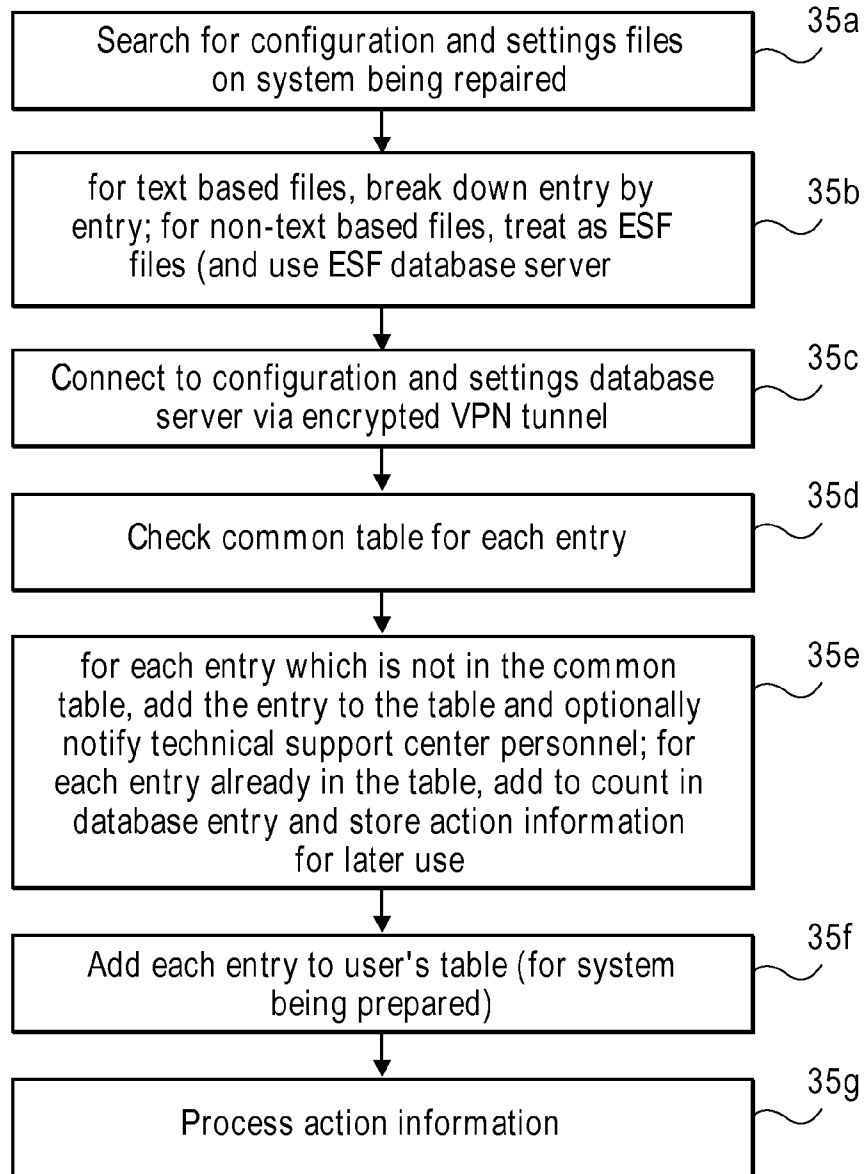 Search for configuration and settings files
on system being repaired
35a
for text based files, break down entry by
entry; for non-text based files, treat as ESF
files (and use ESF database server
35b
Connect to configuration and settings database
server via encrypted VPN tunnel
35c
Check common table for each entry
35d
for each entry which is not in the common
table, add the entry to the table and optionally
notify technical support center personnel; for
each entry already in the table, add to count in
database entry and store action information
for later use
35e
Add each entry to user's table (for system
being prepared)
35f
Process action information
35g